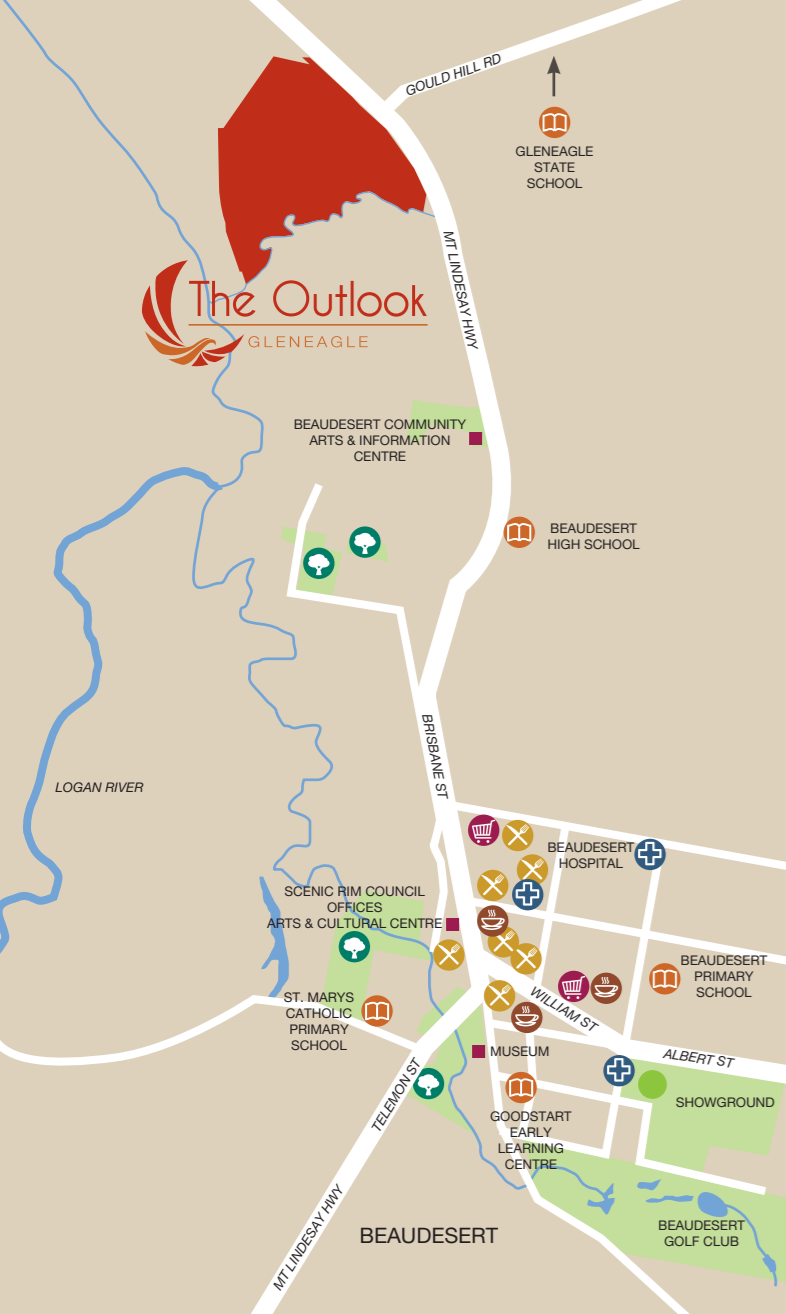 GOULD HILL RD
GLENEAGLE
STATE
SCHOOL
MT LINDESAY HWY
The Outlook
GLENEAGLE
BEAUDESERT COMMUNITY
ARTS & INFORMATION
CENTRE
BEAUDESERT
HIGH SCHOOL
BRISBANE ST
LOGAN RIVER
BEAUDESERT
HOSPITAL
SCENIC RIM COUNCIL
OFFICES
ARTS & CULTURAL CENTRE
BEAUDESERT
PRIMARY
SCHOOL
ST. MARYS
CATHOLIC
PRIMARY
SCHOOL
WILLIAM ST
MUSEUM
ALBERT ST
TELEMON ST
SHOWGROUND
GOODSTART
EARLY
LEARNING
CENTRE
MT LINDESAY HWY
BEAUDESERT
BEAUDESERT
GOLF CLUB